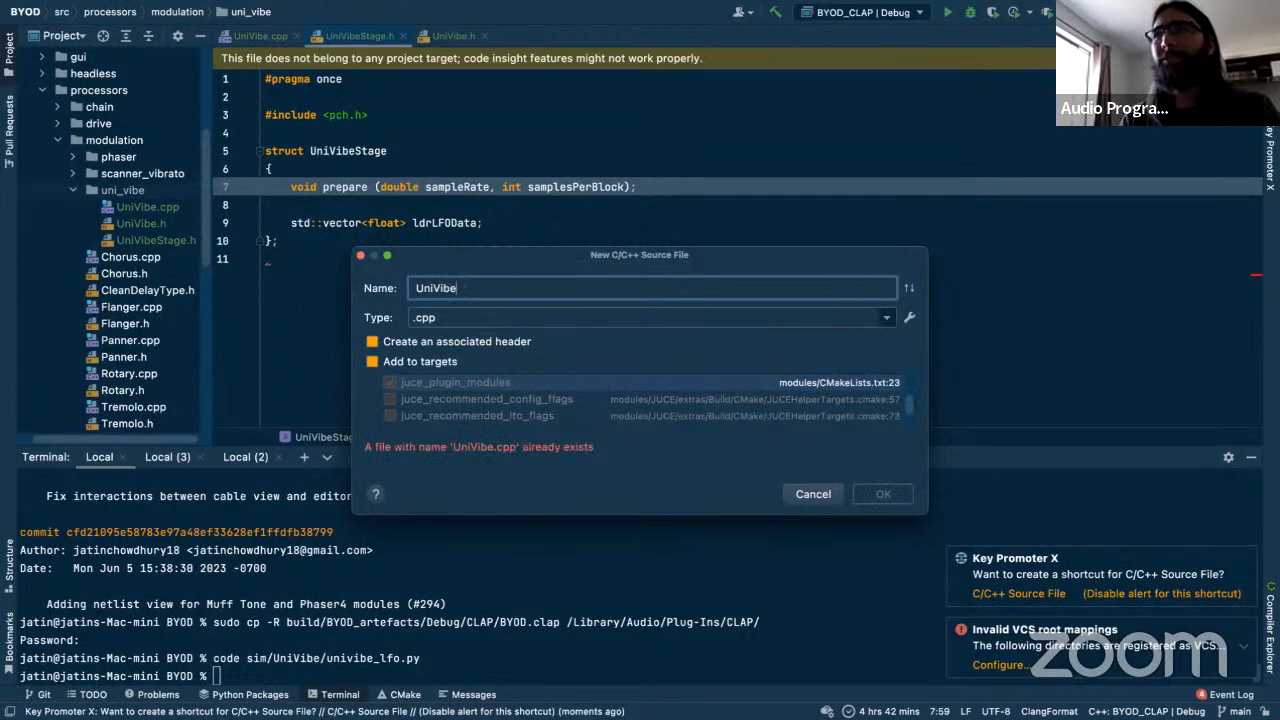 BYOD src processors modulation uni_vibe
BYOD_CLAP | Debug
Project
UniVibe.cpp UniVibeStage.h UniVibe.h
This file does not belong to any project target; code insight features might not work properly.
Project
Pull Requests
Structure
Bookmarks
gui
headless
processors
chain
drive
modulation
phaser
scanner_vibrato
uni_vibe
UniVibe.cpp
UniVibe.h
UniVibeStage.h
Chorus.cpp
Chorus.h
CleanDelayType.h
Flanger.cpp
Flanger.h
Panner.cpp
Panner.h
Rotary.cpp
Rotary.h
Tremolo.cpp
Tremolo.h
1 #pragma once
2
3 #include <pch.h>
4
5 struct UniVibeStage
6 {
7 void prepare (double sampleRate, int samplesPerBlock);
8
9 std::vector<float> ldrLFOData;
10 };
11
UniVibeStag
Audio Progra...
Key Promoter X
Compiler Explorer
New C/C++ Source File
Name: UniVibe
Type: .cpp
Create an associated header
Add to targets
juce_plugin_modules modules/CMakeLists.txt:23
juce_recommended_config_flags modules/JUCE/extras/Build/CMake/JUCEHelperTargets.cmake:57
juce_recommended_lto_flags modules/JUCE/extras/Build/CMake/JUCEHelperTargets.cmake:73
A file with name 'UniVibe.cpp' already exists
? Cancel OK
Terminal: Local Local (3) Local (2)
Fix interactions between cable view and editor
commit cfd21095e58783e97a48ef33628ef1ffdfb38799
Author: jatinchowdhury18 <jatinchowdhury18@gmail.com>
Date: Mon Jun 5 15:38:30 2023 -0700
Adding netlist view for Muff Tone and Phaser4 modules (#294)
jatin@jatins-Mac-mini BYOD % sudo cp -R build/BYOD_artefacts/Debug/CLAP/BYOD.clap /Library/Audio/Plug-Ins/CLAP/
Password:
jatin@jatins-Mac-mini BYOD % code sim/UniVibe/univibe_lfo.py
jatin@jatins-Mac-mini BYOD %
Key Promoter X
Want to create a shortcut for C/C++ Source File?
C/C++ Source File (Disable alert for this shortcut)
Invalid VCS root mappings
The following directories are registered as VCS...
Configure...
zoom
Git TODO Problems Python Packages Terminal CMake Messages 4 Event Log
Key Promoter X: Want to create a shortcut for C/C++ Source File? // C/C++ Source File // (Disable alert for this shortcut) (moments ago) 4 hrs 42 mins 7:59 LF UTF-8 ClangFormat C++: BYOD_CLAP | Debug main